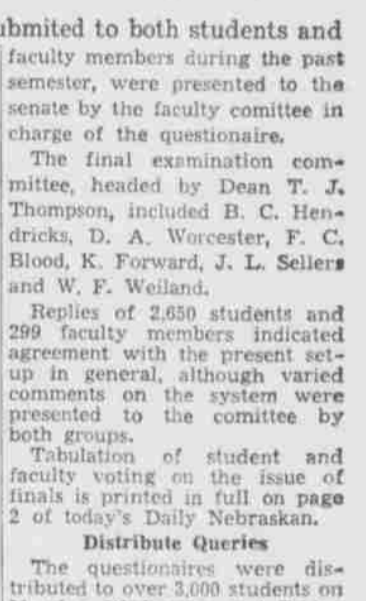 ubmited to both students and
faculty members during the past
semester, were presented to the
senate by the faculty comittee in
charge of the questionaire.
The final examination com-
mittee, headed by Dean T. J.
Thompson, included B. C. Hen-
dricks, D. A. Worcester, F. C.
Blood, K. Forward, J. L. Sellers
and W. F. Weiland.
Replies of 2,650 students and
299 faculty members indicated
agreement with the present set-
up in general, although varied
comments on the system were
presented to the comittee by
both groups.
Tabulation of student and
faculty voting on the issue of
finals is printed in full on page
2 of today's Daily Nebraskan.
Distribute Queries
The questionaires were dis-
tributed to over 3,000 students on